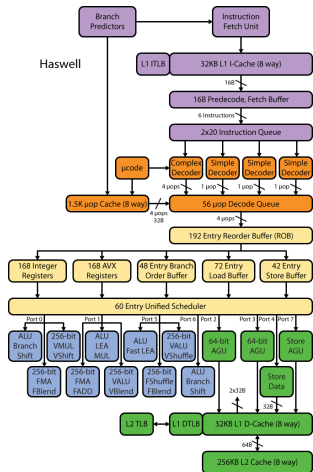 Branch
Predictors
Instruction
Fetch Unit
Haswell
L1 ITLB
32KB L1 I-Cache (8 way)
16B
16B Predecode, Fetch Buffer
6 Instructions
2x20 Instruction Queue
μcode
Complex
Decoder
Simple
Decoder
Simple
Decoder
Simple
Decoder
4 μops
1 μop
1 μop
1 μop
1.5K μop Cache (8 way)
4 μops
32B
56 μop Decode Queue
4 μops
192 Entry Reorder Buffer (ROB)
168 Integer
Registers
168 AVX
Registers
48 Entry Branch
Order Buffer
72 Entry
Load Buffer
42 Entry
Store Buffer
60 Entry Unified Scheduler
Port 0
Port 1
Port 5
Port 6
Port 2
Port 3
Port 4
Port 7
ALU
Branch
Shift
256-bit
VMUL
VShift
ALU
LEA
MUL
ALU
Fast LEA
256-bit
VALU
VShuffle
64-bit
AGU
64-bit
AGU
Store
AGU
256-bit
FMA
FBlend
256-bit
FMA
FADD
256-bit
VALU
VBlend
256-bit
FShuffle
FBlend
ALU
Branch
Shift
Store
Data
2x32B
32B
L2 TLB
L1 DTLB
32KB L1 D-Cache (8 way)
64B
256KB L2 Cache (8 way)